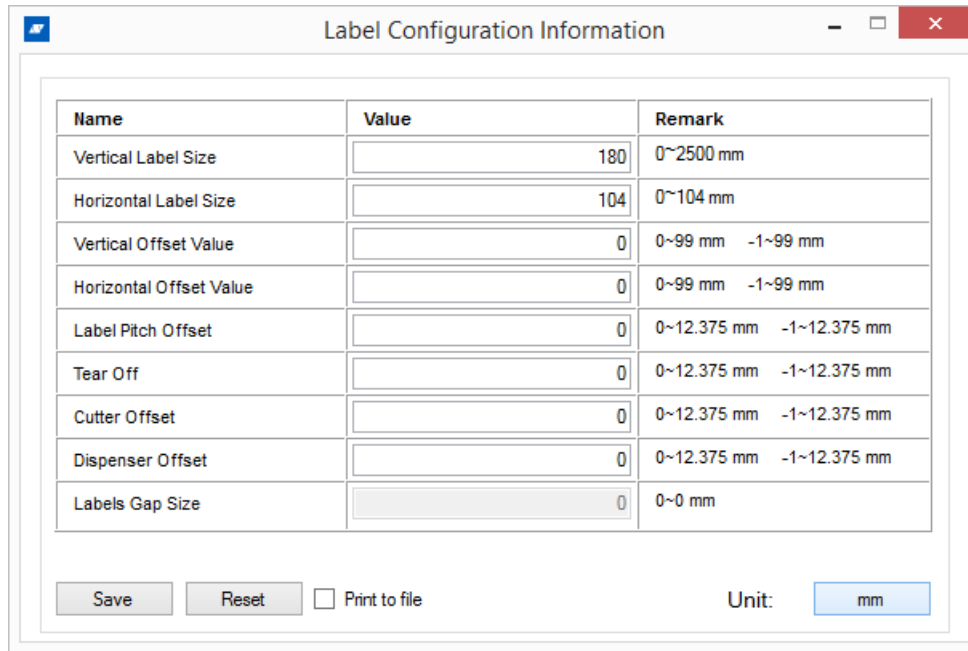 Label Configuration Information
Name Value Remark
Vertical Label Size 180 0~2500 mm
Horizontal Label Size 104 0~104 mm
Vertical Offset Value 0 0~99 mm -1~99 mm
Horizontal Offset Value 0 0~99 mm -1~99 mm
Label Pitch Offset 0 0~12.375 mm -1~12.375 mm
Tear Off 0 0~12.375 mm -1~12.375 mm
Cutter Offset 0 0~12.375 mm -1~12.375 mm
Dispenser Offset 0 0~12.375 mm -1~12.375 mm
Labels Gap Size 0 0~0 mm
Save Reset Print to file Unit: mm